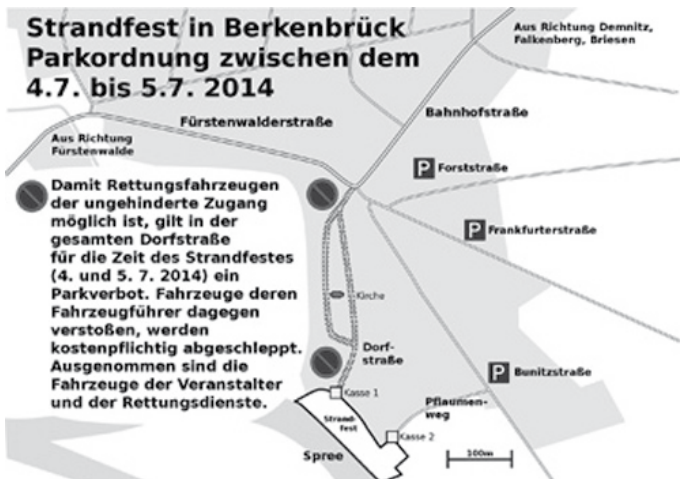 Strandfest in Berkenbrück
Parkordnung zwischen dem
4.7. bis 5.7. 2014
Aus Richtung Demnitz,
Falkenberg, Briesen
Fürstenwalderstraße
Bahnhofstraße
Aus Richtung
Fürstenwalde
P Forststraße
P Frankfurterstraße
Damit Rettungsfahrzeugen
der ungehinderte Zugang
möglich ist, gilt in der
gesamten Dorfstraße
für die Zeit des Strandfestes
(4. und 5. 7. 2014) ein
Parkverbot. Fahrzeuge deren
Fahrzeugführer dagegen
verstoßen, werden
kostenpflichtig abgeschleppt.
Ausgenommen sind die
Fahrzeuge der Veranstalter
und der Rettungsdienste.
Kirche
Dorf-
straße
P Bunitzstraße
Kasse 1
Pflaumen-
weg
Strand-
fest
Kasse 2
Spree
100m